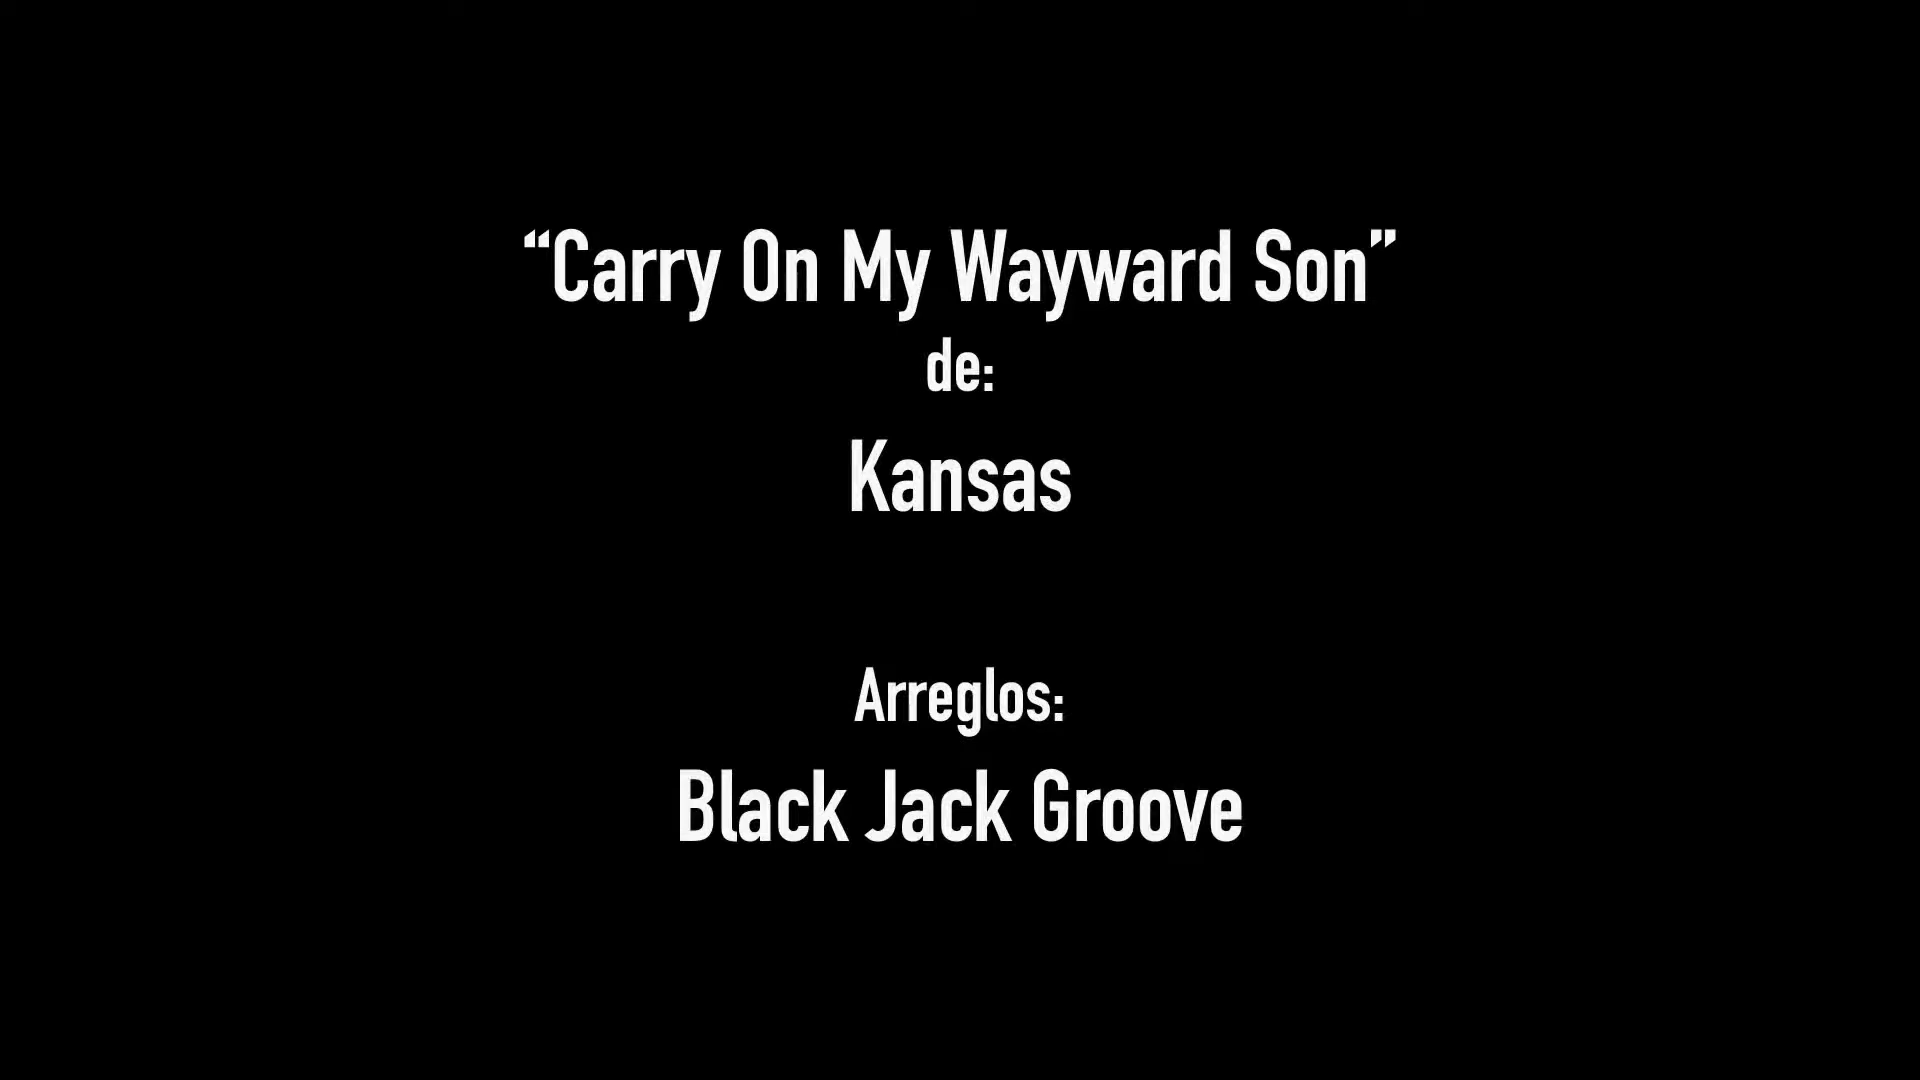 “Carry On My Wayward Son”
de:
Kansas
Arreglos:
Black Jack Groove